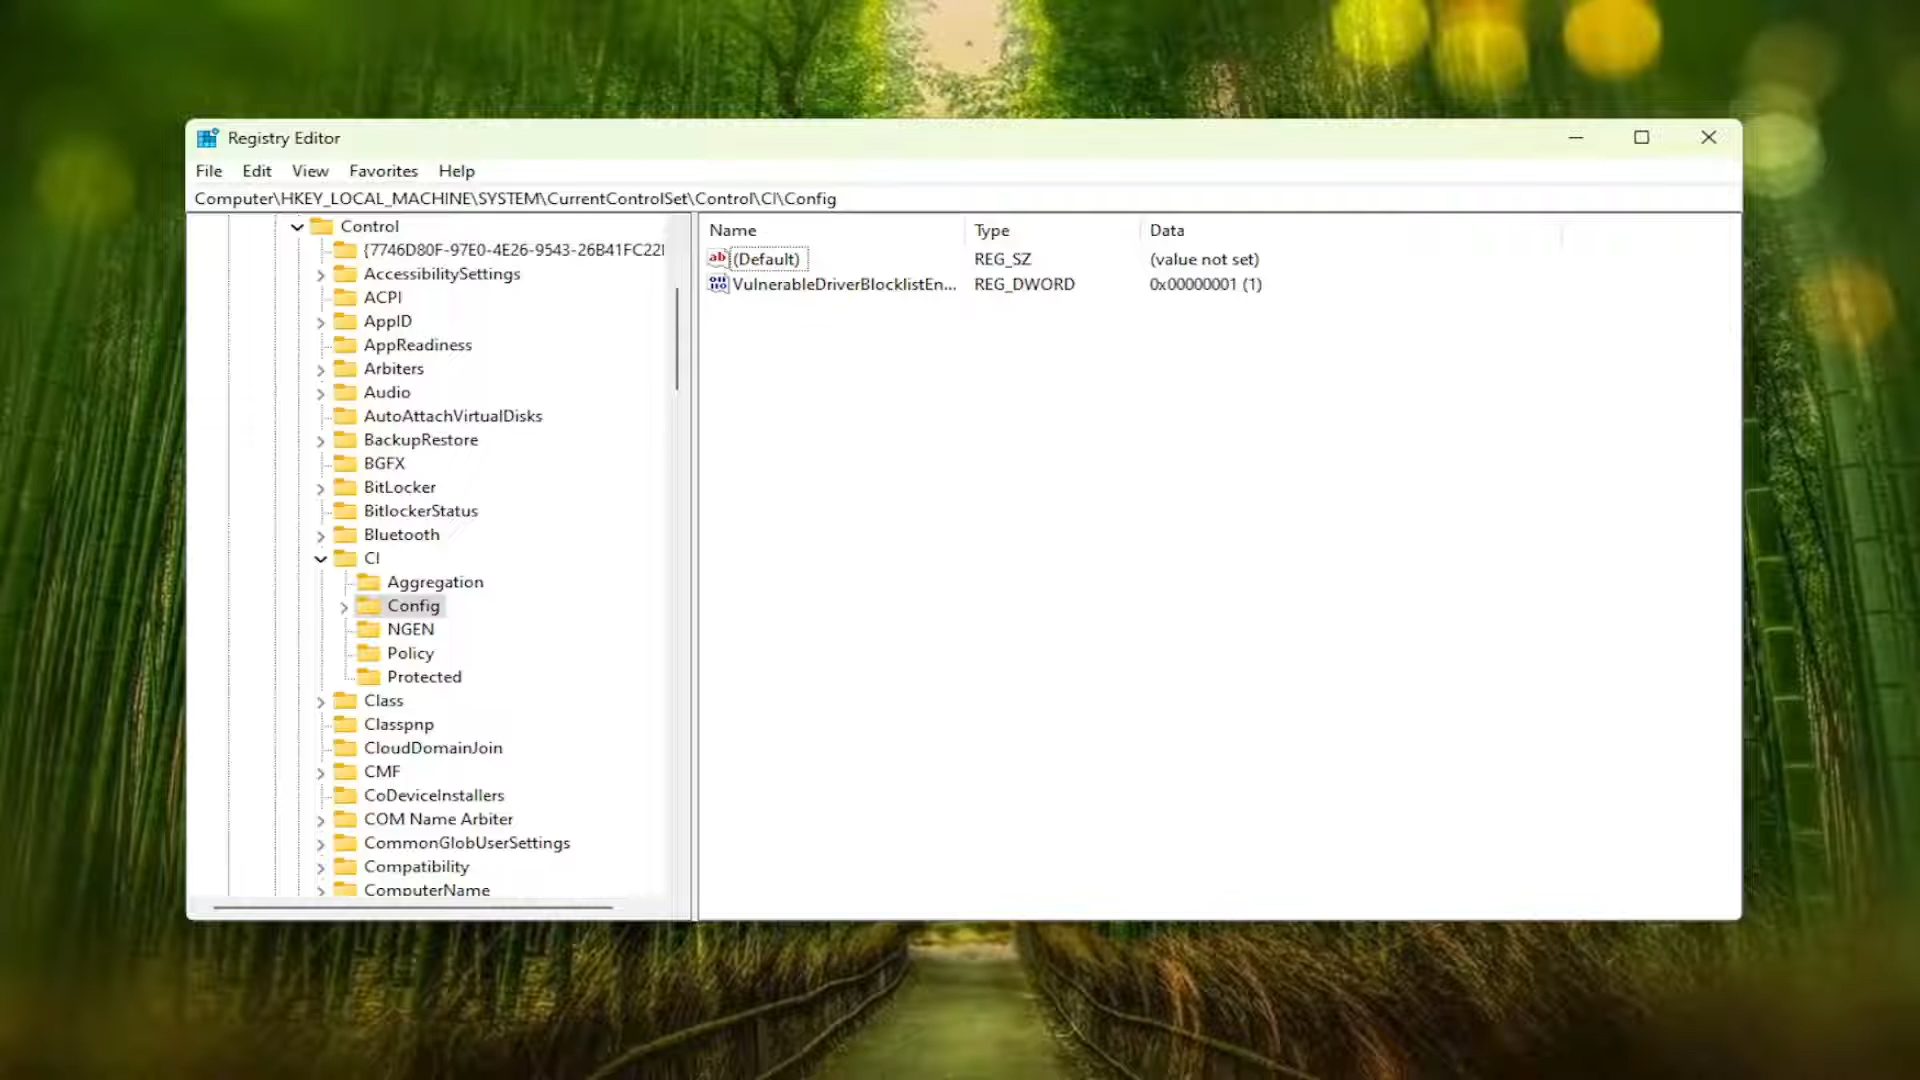 Registry Editor
File Edit View Favorites Help
Computer\HKEY_LOCAL_MACHINE\SYSTEM\CurrentControlSet\Control\CI\Config
Control
{7746D80F-97E0-4E26-9543-26B41FC22
AccessibilitySettings
ACPI
AppID
AppReadiness
Arbiters
Audio
AutoAttachVirtualDisks
BackupRestore
BGFX
BitLocker
BitlockerStatus
Bluetooth
CI
Aggregation
Config
NGEN
Policy
Protected
Class
Classpnp
CloudDomainJoin
CMF
CoDeviceInstallers
COM Name Arbiter
CommonGlobUserSettings
Compatibility
ComputerName
Name Type Data
(Default) REG_SZ (value not set)
VulnerableDriverBlocklistEn... REG_DWORD 0x00000001 (1)